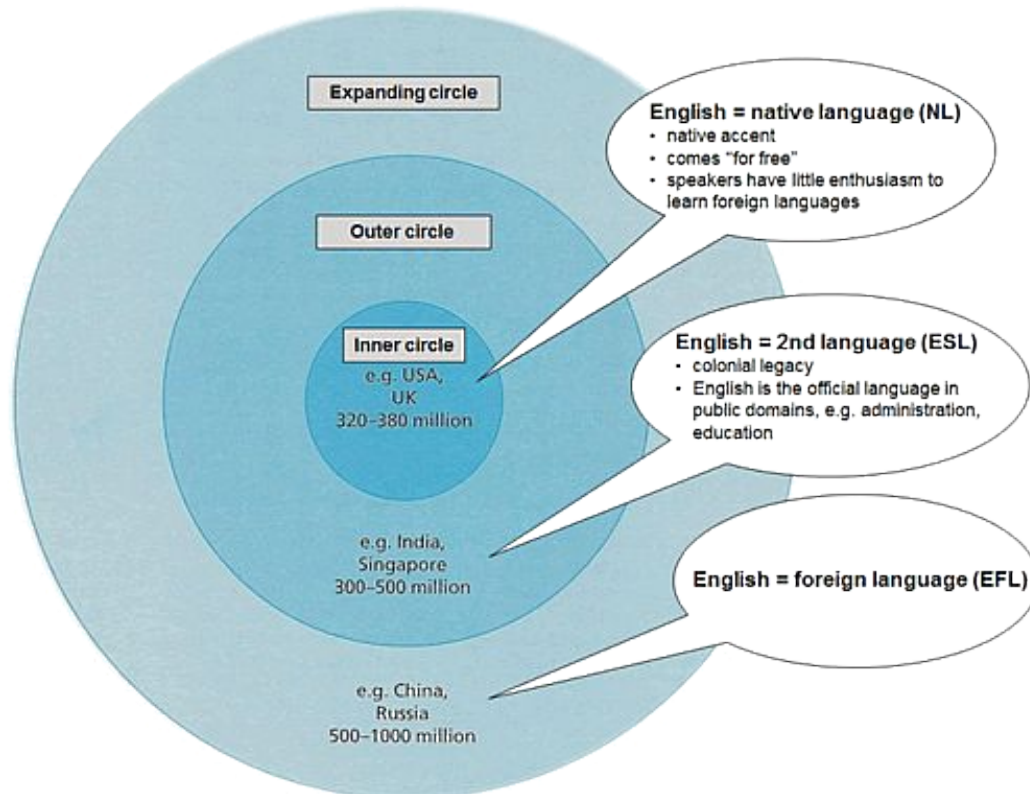 Expanding circle
English = native language (NL)
• native accent
• comes "for free"
• speakers have little enthusiasm to
learn foreign languages
Outer circle
Inner circle
e.g. USA,
UK
320–380 million
English = 2nd language (ESL)
• colonial legacy
• English is the official language in
public domains, e.g. administration,
education
e.g. India,
Singapore
300–500 million
English = foreign language (EFL)
e.g. China,
Russia
500–1000 million